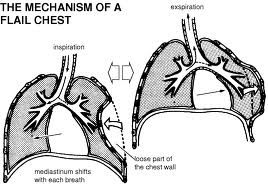 THE MECHANISM OF A
FLAIL CHEST
inspiration
exspiration
mediastinum shifts
with each breath
loose part of
the chest wall